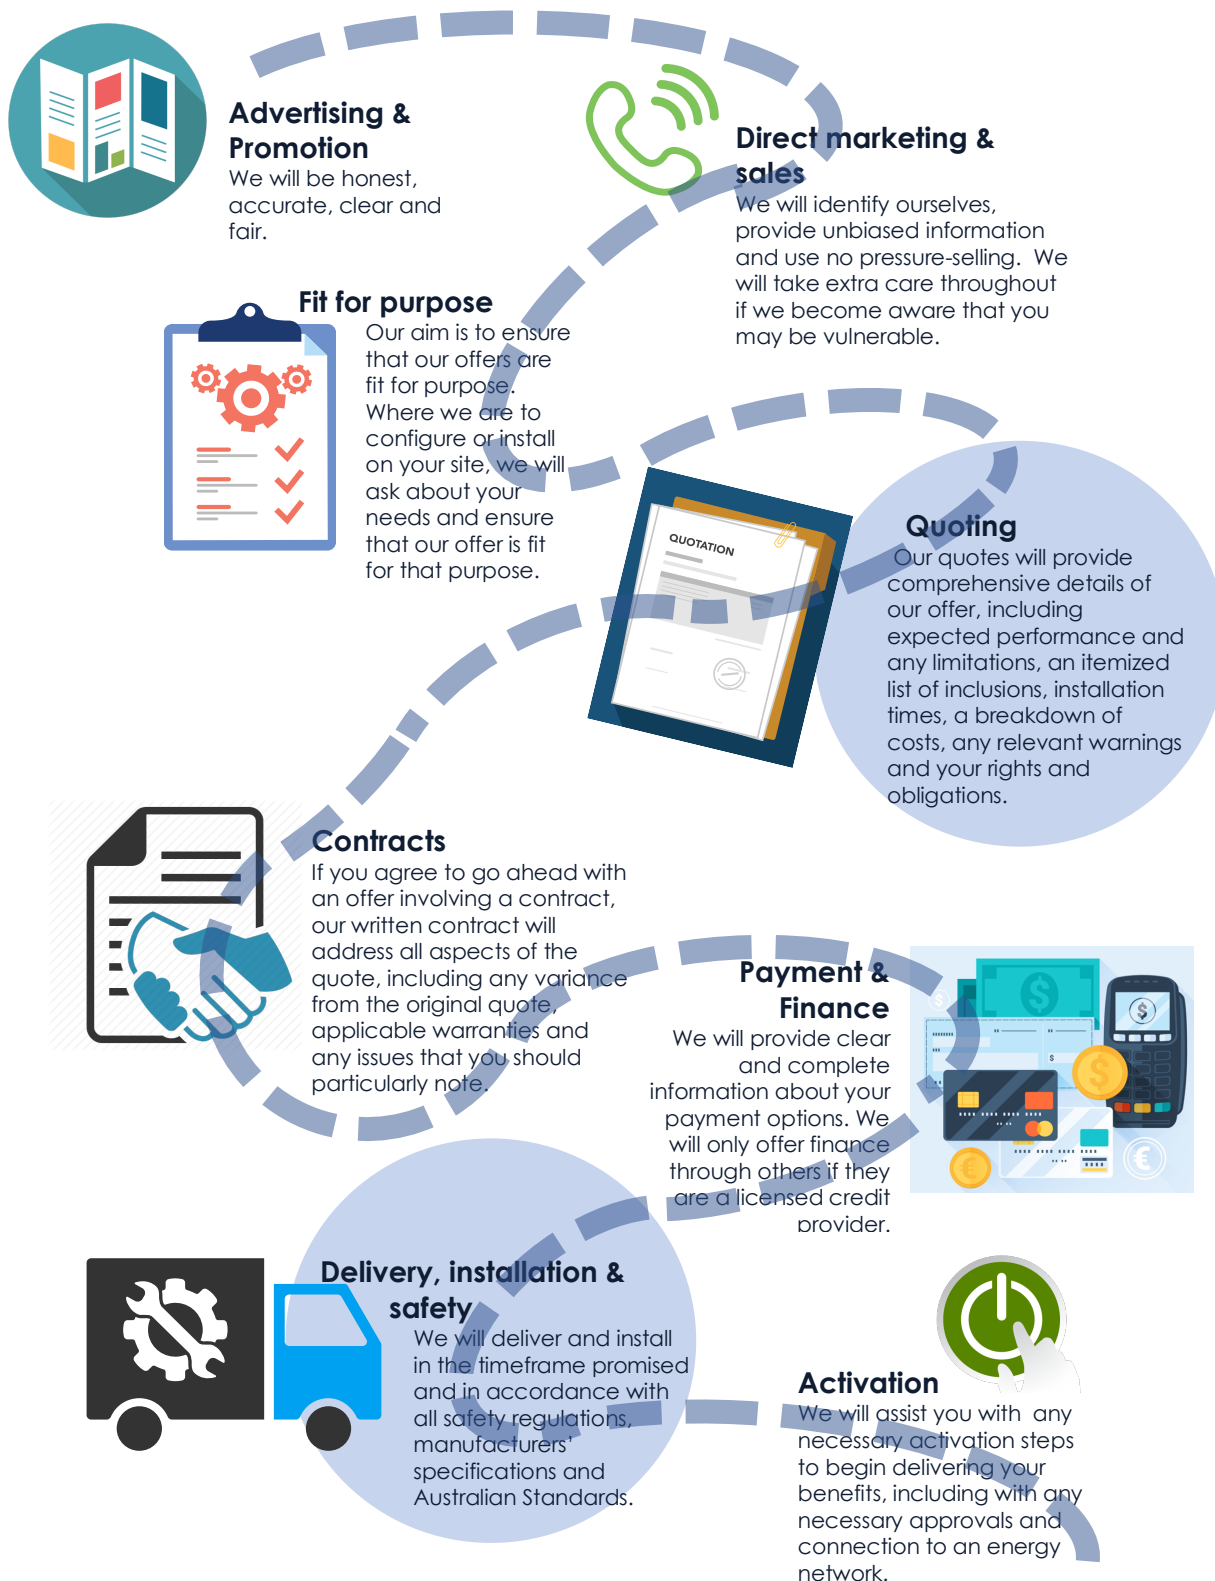 Advertising &
Promotion
We will be honest,
accurate, clear and
fair.
Direct marketing &
sales
We will identify ourselves,
provide unbiased information
and use no pressure-selling.  We
will take extra care throughout
if we become aware that you
may be vulnerable.
Fit for purpose
Our aim is to ensure
that our offers are
fit for purpose.
Where we are to
configure or install
on your site, we will
ask about your
needs and ensure
that our offer is fit
for that purpose.
QUOTATION
Quoting
Our quotes will provide
comprehensive details of
our offer, including
expected performance and
any limitations, an itemized
list of inclusions, installation
times, a breakdown of
costs, any relevant warnings
and your rights and
obligations.
Contracts
If you agree to go ahead with
an offer involving a contract,
our written contract will
address all aspects of the
quote, including any variance
from the original quote,
applicable warranties and
any issues that you should
particularly note.
Payment &
Finance
We will provide clear
and complete
information about your
payment options. We
will only offer finance
through others if they
are a licensed credit
provider.
Delivery, installation &
safety
We will deliver and install
in the timeframe promised
and in accordance with
all safety regulations,
manufacturers'
specifications and
Australian Standards.
Activation
We will assist you with  any
necessary activation steps
to begin delivering your
benefits, including with any
necessary approvals and
connection to an energy
network.